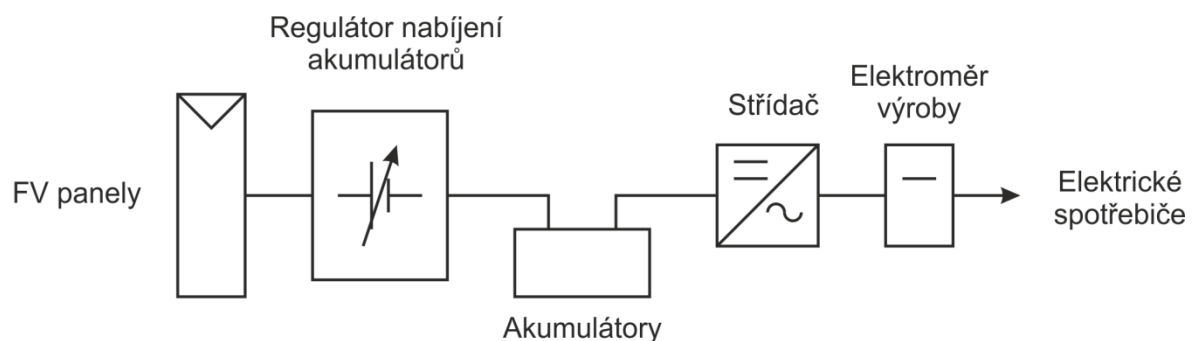 Regulátor nabíjení
akumulátorů
Elektroměr
výroby
Střídač
FV panely
Elektrické
spotřebiče
Akumulátory